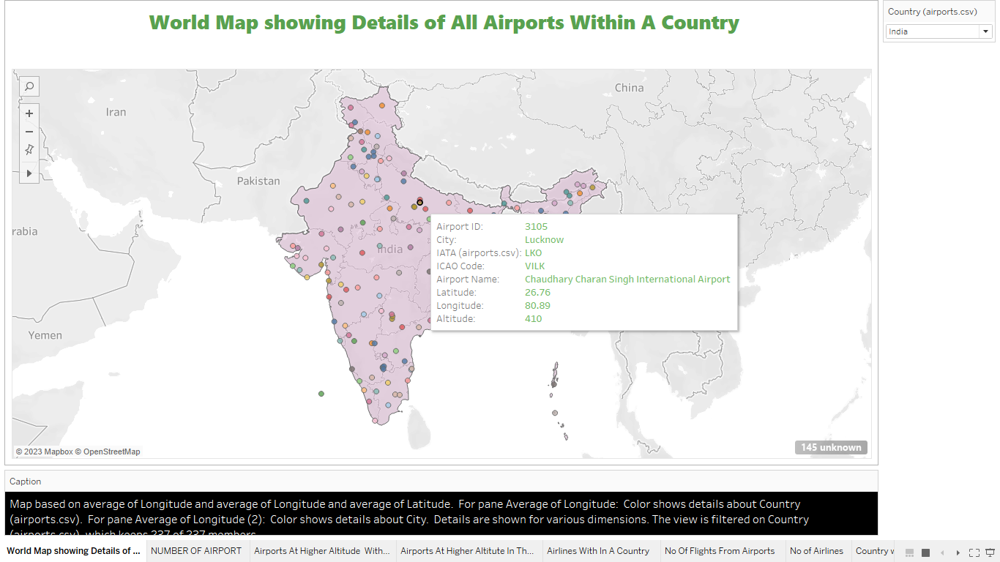 World Map showing Details of All Airports Within A Country
Country (airports.csv)
India
China
Iran
Pakistan
rabia
India
Yemen
Airport ID: 3105
City: Lucknow
IATA (airports.csv): LKO
ICAO Code: VILK
Airport Name: Chaudhary Charan Singh International Airport
Latitude: 26.76
Longitude: 80.89
Altitude: 410
© 2023 Mapbox © OpenStreetMap
145 unknown
Caption
Map based on average of Longitude and average of Longitude and average of Latitude. For pane Average of Longitude: Color shows details about Country
(airports.csv). For pane Average of Longitude (2): Color shows details about City. Details are shown for various dimensions. The view is filtered on Country
(airports.csv), which keeps 237 of 237 members.
World Map showing Details of ...
NUMBER OF AIRPORT
Airports At Higher Altitude With...
Airports At Higher Altitute In Th...
Airlines With In A Country
No Of Flights From Airports
No of Airlines
Country w